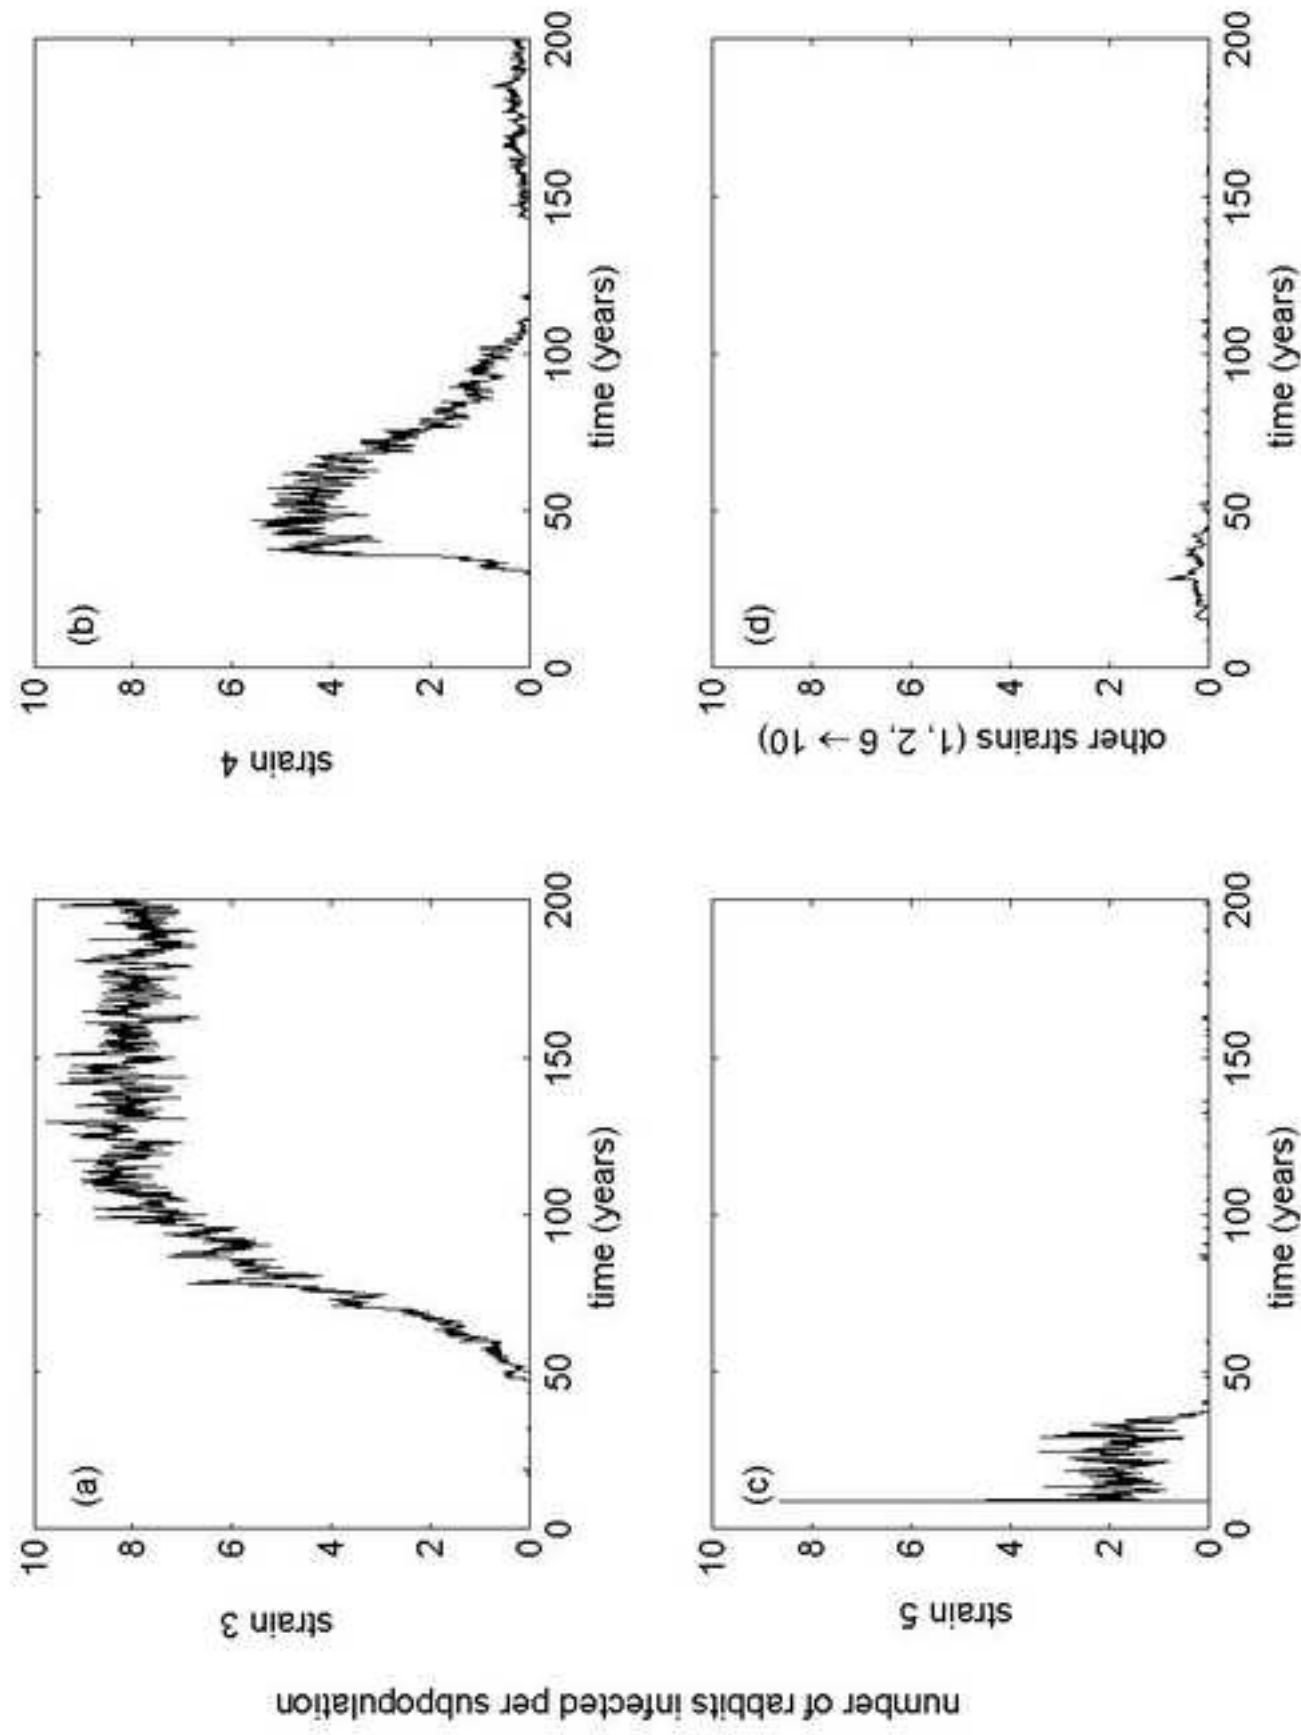 number of rabbits infected per subpopulation
(a)
strain 3
10
8
6
4
2
0
0 50 100 150 200
time (years)
(b)
strain 4
10
8
6
4
2
0
0 50 100 150 200
time (years)
(c)
strain 5
10
8
6
4
2
0
0 50 100 150 200
time (years)
(d)
other strains (1, 2, 6 → 10)
10
8
6
4
2
0
0 50 100 150 200
time (years)